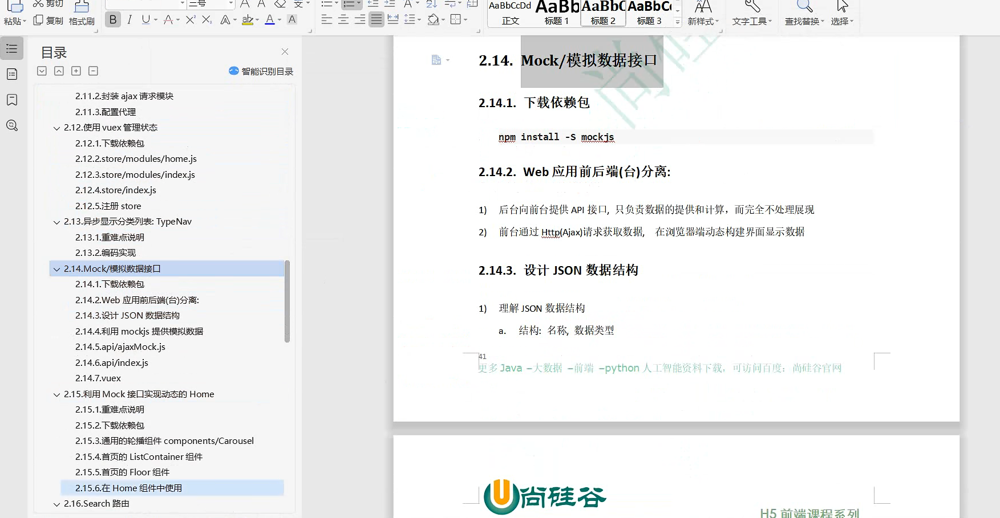 剪切
三号
粘贴
复制
格式刷
B I U A X² X₂ A ab A A
AaBbCcDd AaBb AaBbC AaBbC
正文 标题 1 标题 2 标题 3
新样式
文字工具
查找替换
选择
目录
智能识别目录
2.11.2.封装 ajax 请求模块
2.11.3.配置代理
2.12.使用 vuex 管理状态
2.12.1.下载依赖包
2.12.2.store/modules/home.js
2.12.3.store/modules/index.js
2.12.4.store/index.js
2.12.5.注册 store
2.13.异步显示分类列表: TypeNav
2.13.1.重难点说明
2.13.2.编码实现
2.14.Mock/模拟数据接口
2.14.1.下载依赖包
2.14.2.Web 应用前后端(台)分离:
2.14.3.设计 JSON 数据结构
2.14.4.利用 mockjs 提供模拟数据
2.14.5.api/ajaxMock.js
2.14.6.api/index.js
2.14.7.vuex
2.15.利用 Mock 接口实现动态的 Home
2.15.1.重难点说明
2.15.2.下载依赖包
2.15.3.通用的轮播组件 components/Carousel
2.15.4.首页的 ListContainer 组件
2.15.5.首页的 Floor 组件
2.15.6.在 Home 组件中使用
2.16.Search 路由
2.14. Mock/模拟数据接口
2.14.1. 下载依赖包
npm install -S mockjs
2.14.2. Web 应用前后端(台)分离:
1) 后台向前台提供 API 接口, 只负责数据的提供和计算，而完全不处理展现
2) 前台通过 Http(Ajax)请求获取数据, 在浏览器端动态构建界面显示数据
2.14.3. 设计 JSON 数据结构
1) 理解 JSON 数据结构
a. 结构: 名称, 数据类型
41
更多 Java –大数据 –前端 –python 人工智能资料下载，可访问百度：尚硅谷官网
尚硅谷
H5 前端课程系列